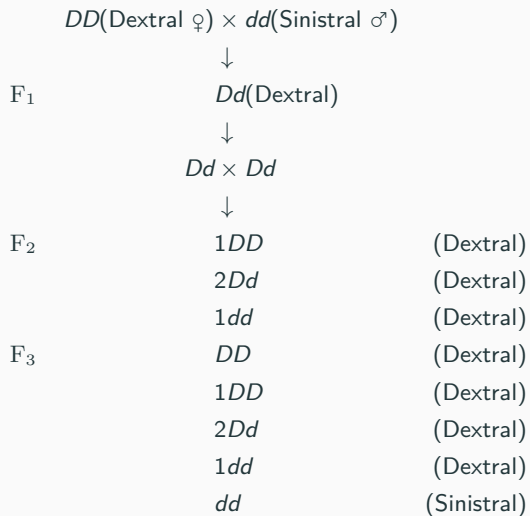 DD(Dextral ♀) × dd(Sinistral ♂)
↓
F₁ Dd(Dextral)
↓
Dd × Dd
↓
F₂ 1DD (Dextral)
2Dd (Dextral)
1dd (Dextral)
F₃ DD (Dextral)
1DD (Dextral)
2Dd (Dextral)
1dd (Dextral)
dd (Sinistral)